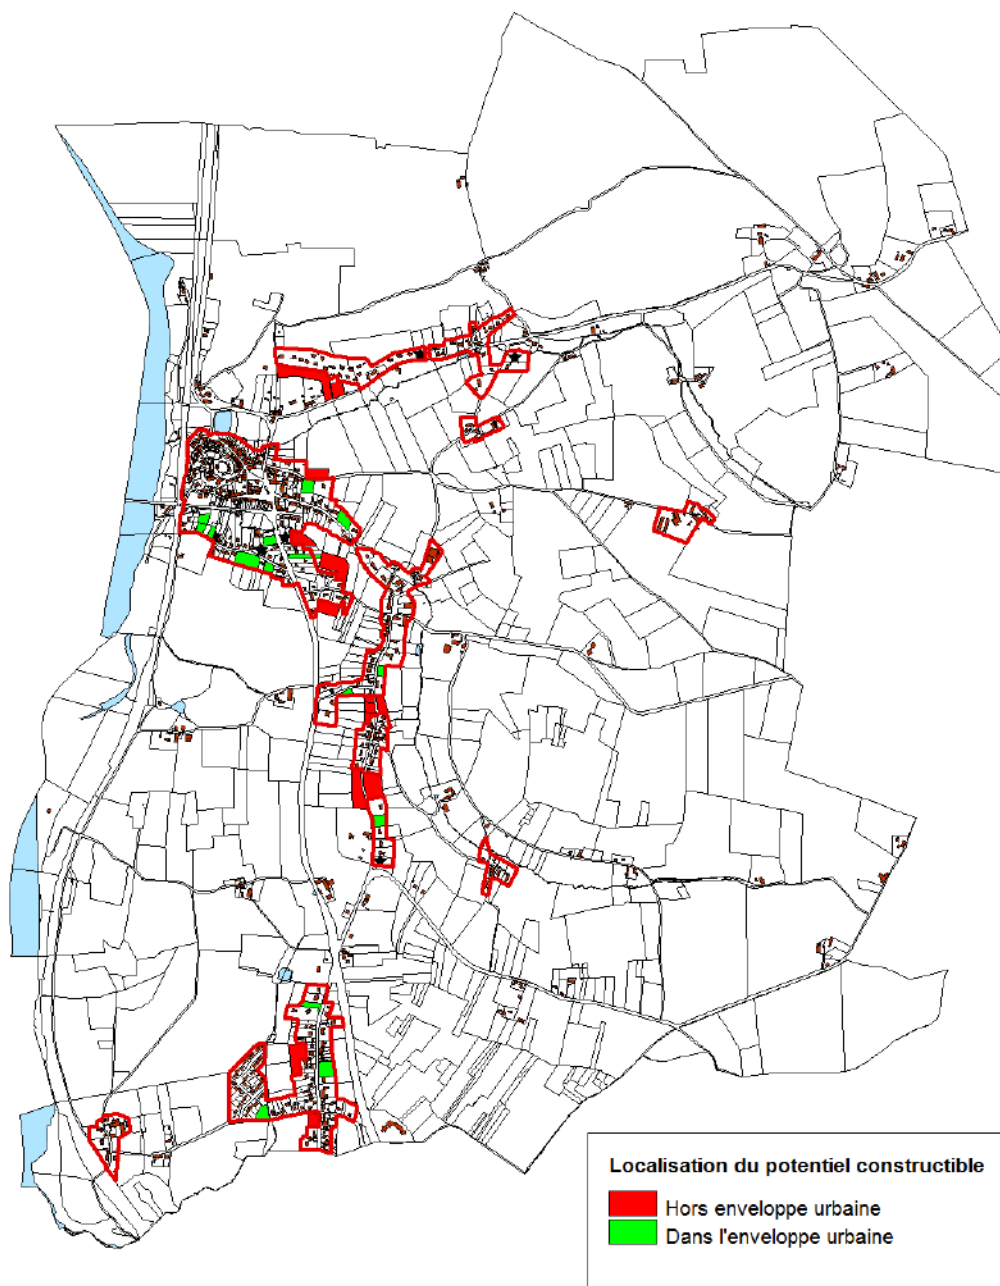 Localisation du potentiel constructible
Hors enveloppe urbaine
Dans l'enveloppe urbaine